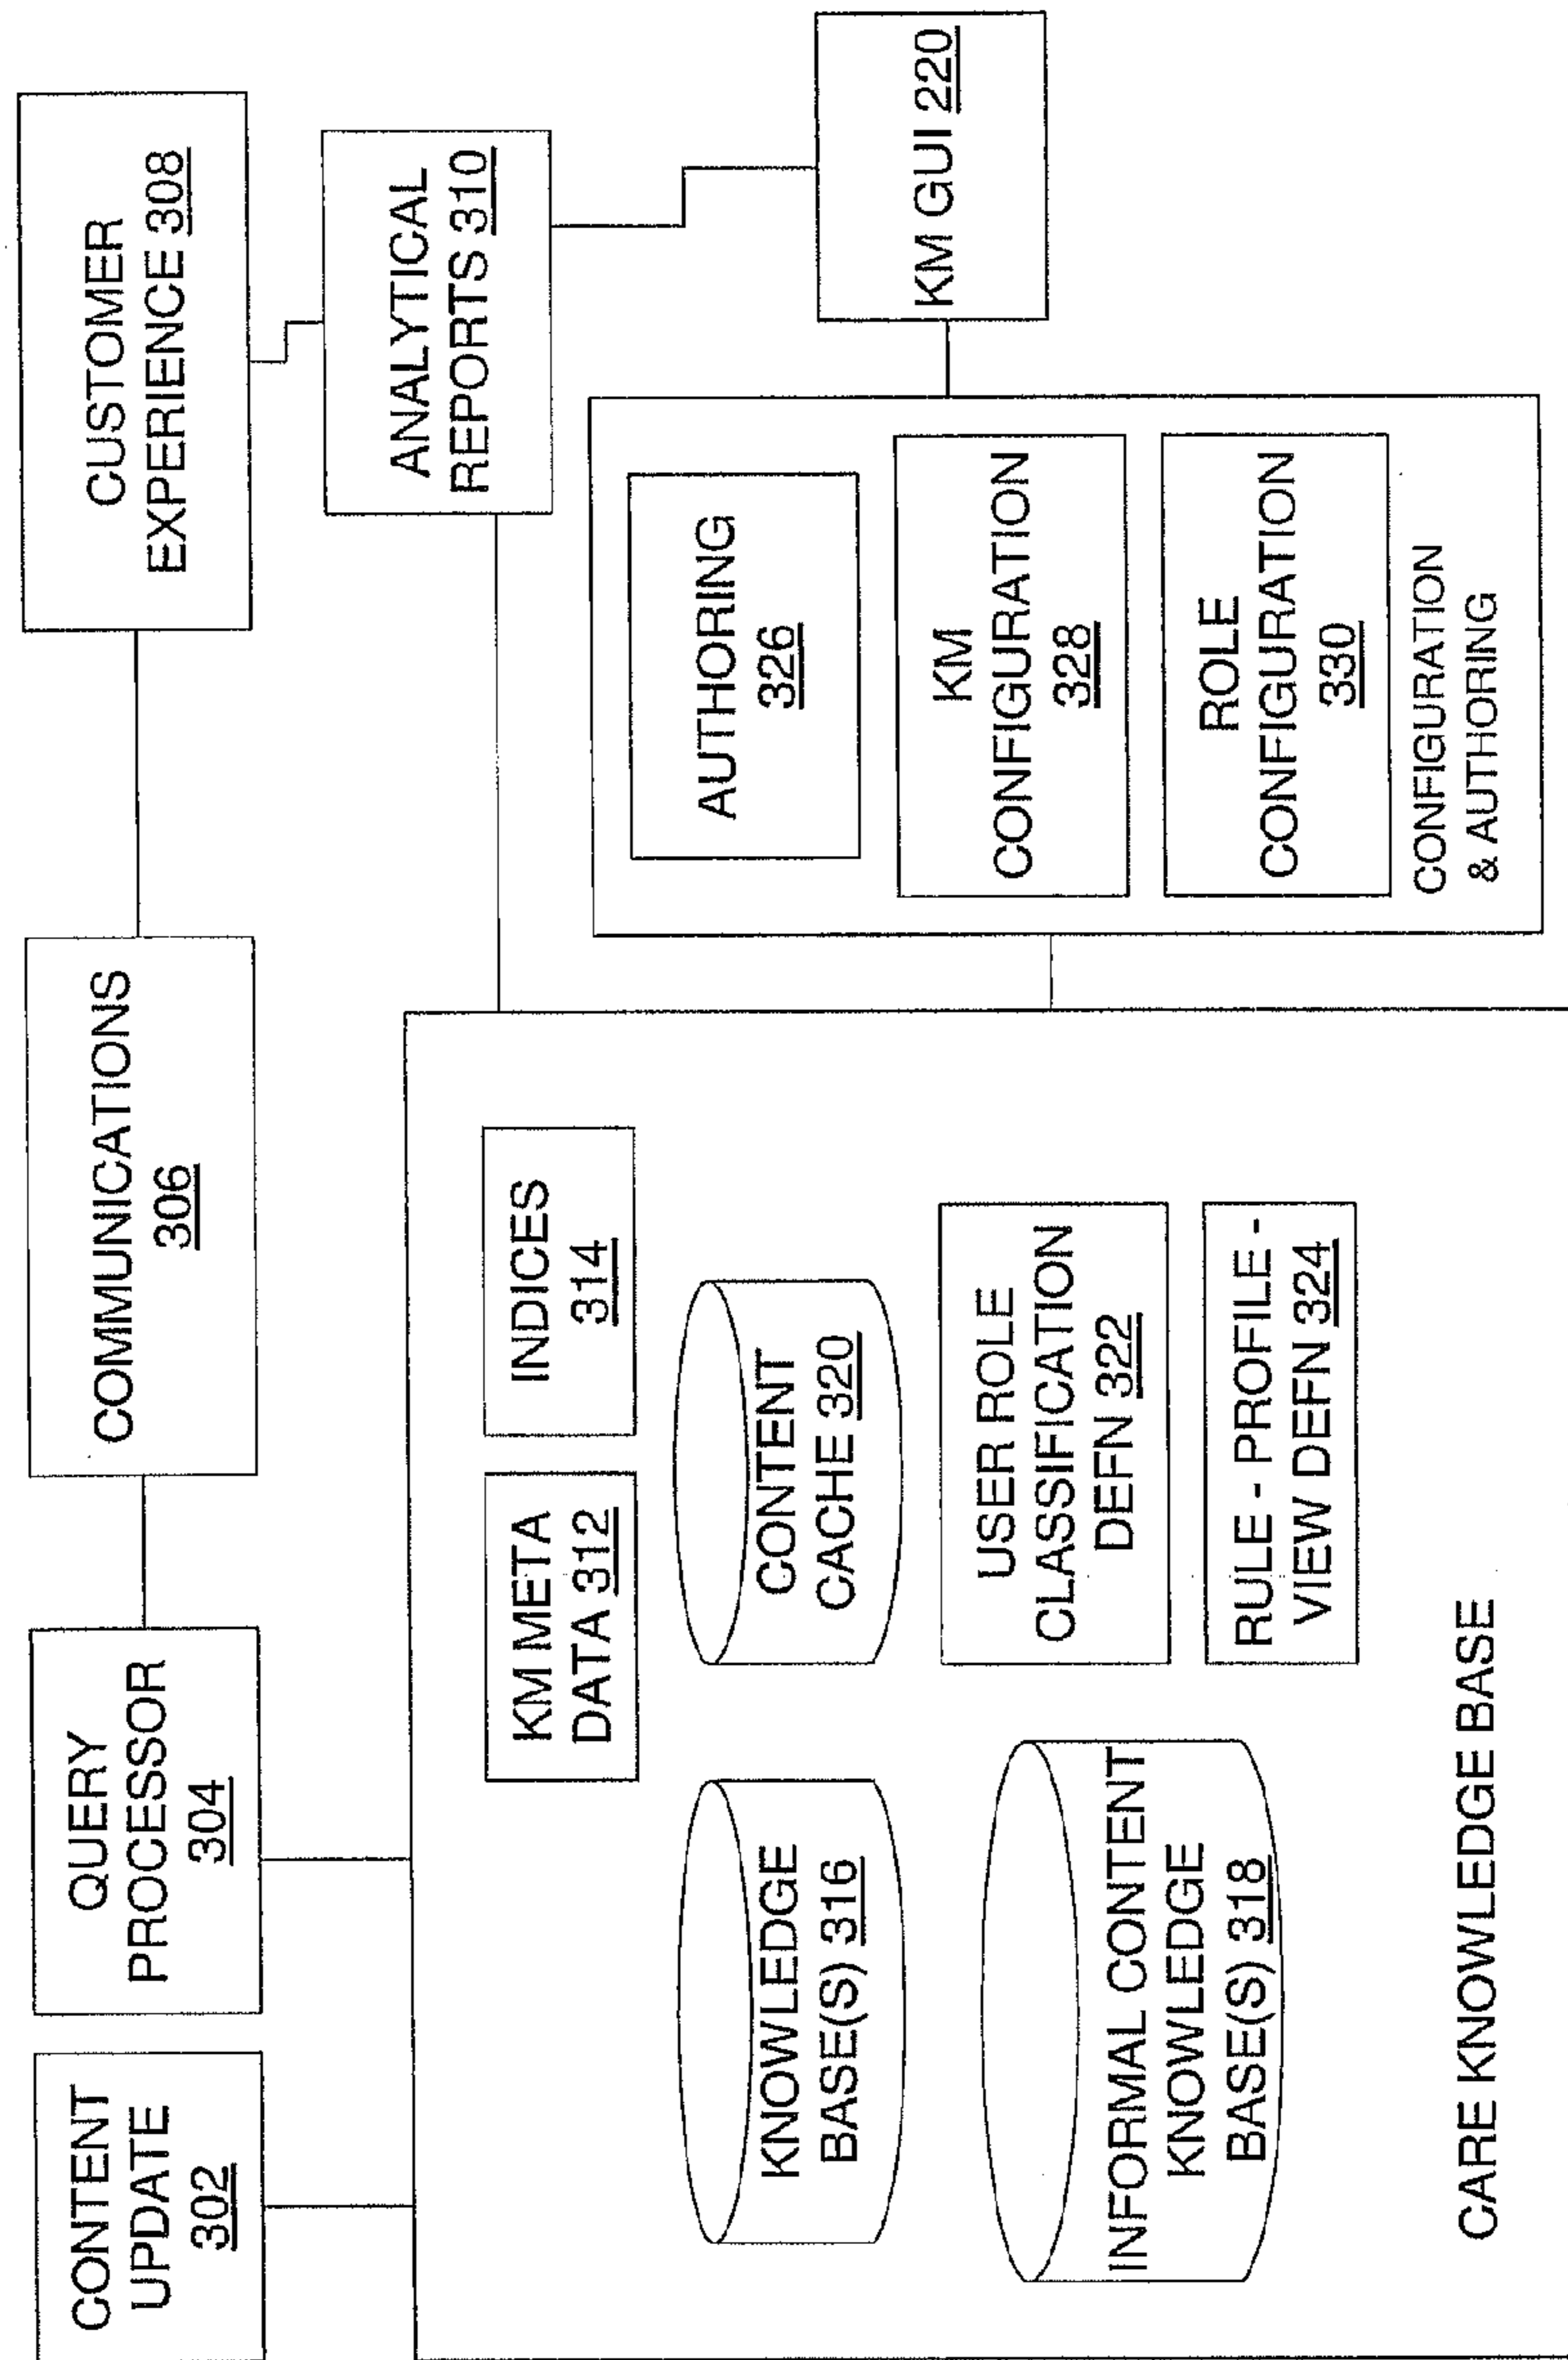 CONTENT
UPDATE
302
QUERY
PROCESSOR
304
COMMUNICATIONS
306
CUSTOMER
EXPERIENCE 308
ANALYTICAL
REPORTS 310
KM GUI 220
KM META
DATA 312
INDICES
314
KNOWLEDGE
BASE(S) 316
CONTENT
CACHE 320
INFORMAL CONTENT
KNOWLEDGE
BASE(S) 318
USER ROLE
CLASSIFICATION
DEFN 322
RULE - PROFILE -
VIEW DEFN 324
CARE KNOWLEDGE BASE
AUTHORING
326
KM
CONFIGURATION
328
ROLE
CONFIGURATION
330
CONFIGURATION
& AUTHORING